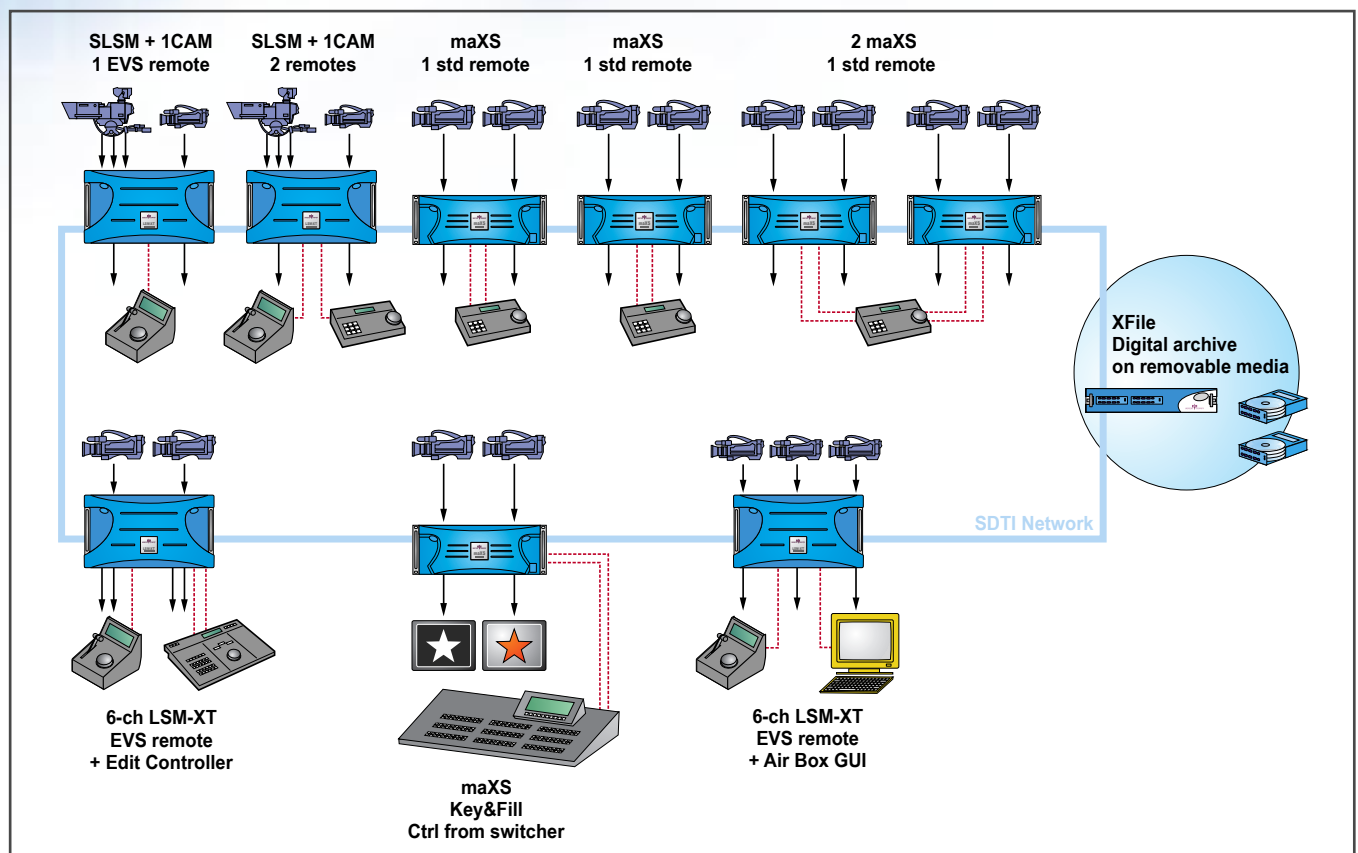 SLSM + 1CAM
1 EVS remote
SLSM + 1CAM
2 remotes
maXS
1 std remote
maXS
1 std remote
2 maXS
1 std remote
XFile
Digital archive
on removable media
SDTI Network
6-ch LSM-XT
EVS remote
+ Edit Controller
maXS
Key&Fill
Ctrl from switcher
6-ch LSM-XT
EVS remote
+ Air Box GUI